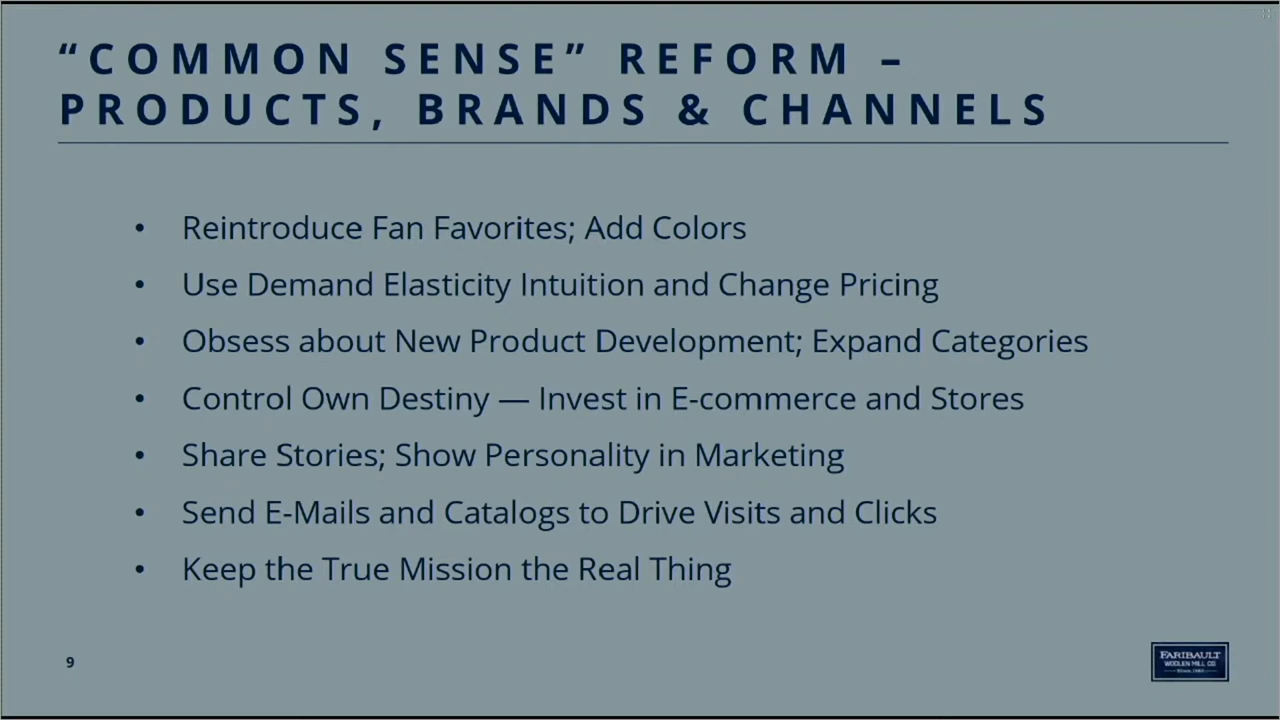 “COMMON SENSE” REFORM –
PRODUCTS, BRANDS & CHANNELS
• Reintroduce Fan Favorites; Add Colors
• Use Demand Elasticity Intuition and Change Pricing
• Obsess about New Product Development; Expand Categories
• Control Own Destiny — Invest in E-commerce and Stores
• Share Stories; Show Personality in Marketing
• Send E-Mails and Catalogs to Drive Visits and Clicks
• Keep the True Mission the Real Thing
9
FARIBAULT
WOOLEN MILL CO.